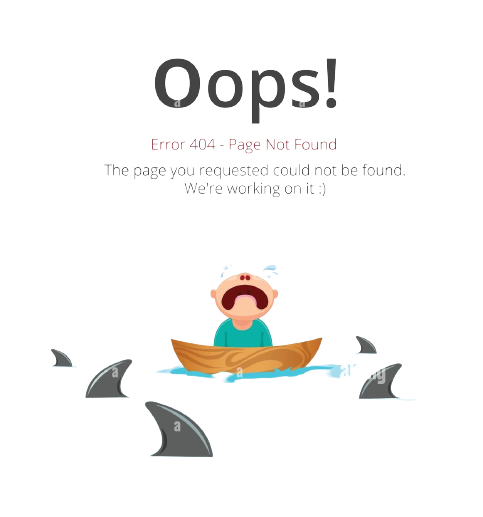 Oops!
Error 404 - Page Not Found
The page you requested could not be found.
We're working on it :)
a
a
a
a
a
a